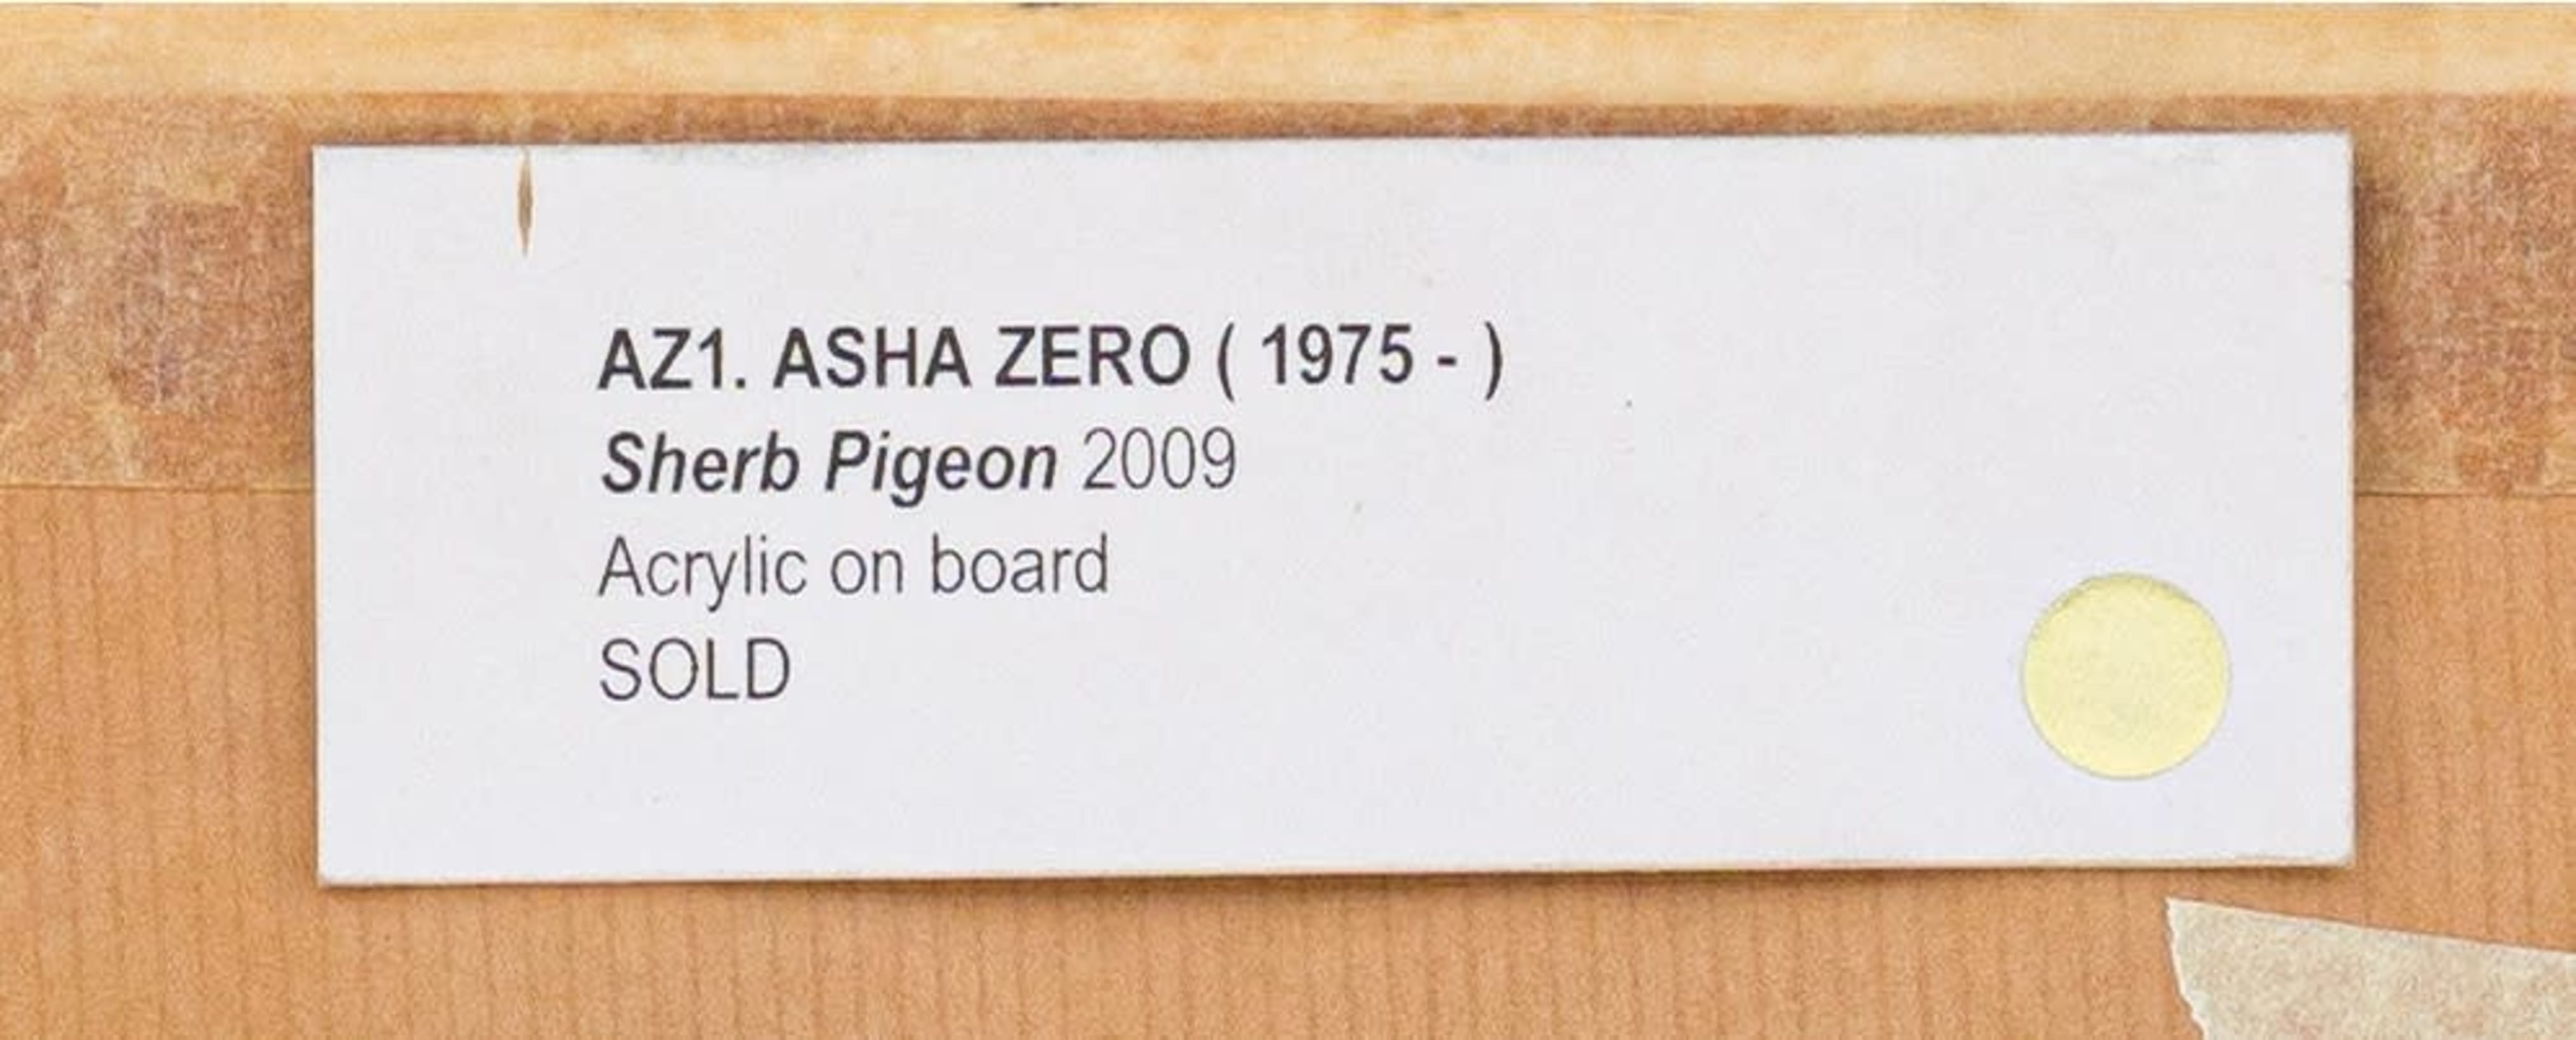 AZ1. ASHA ZERO ( 1975 - )
Sherb Pigeon 2009
Acrylic on board
SOLD